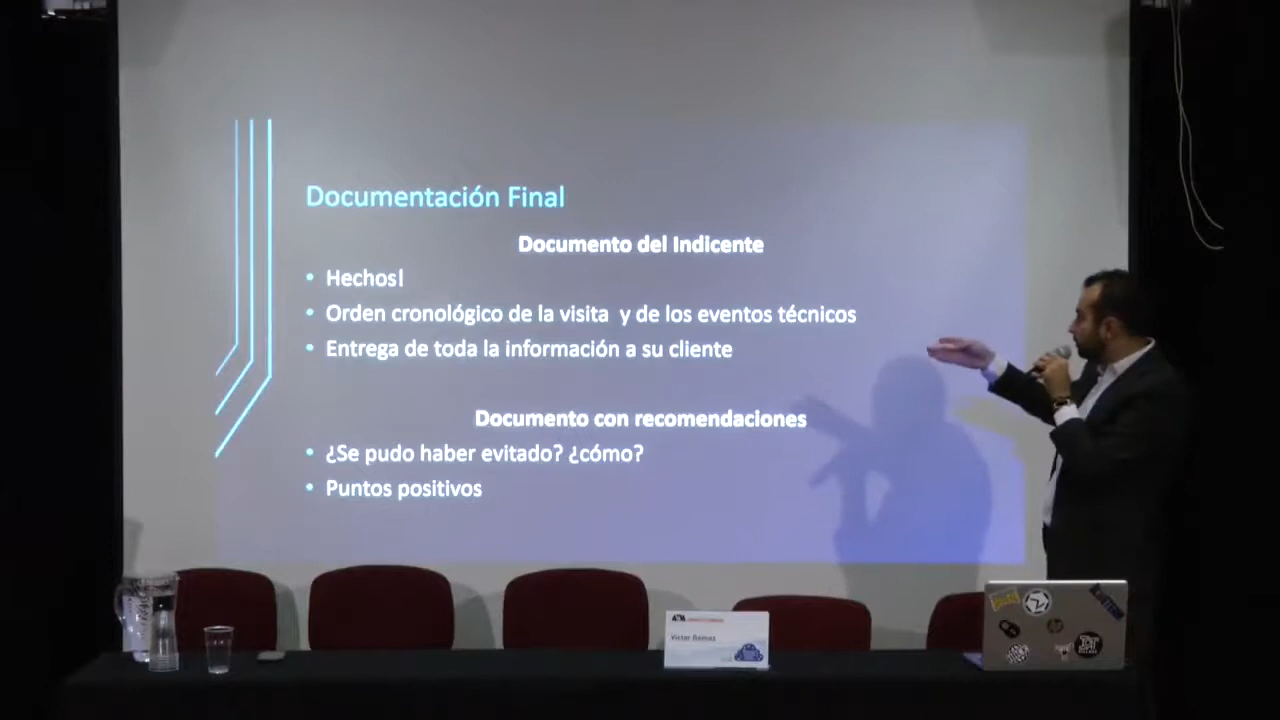 Documentación Final
Documento del Indicente
• Hechos!
• Orden cronológico de la visita y de los eventos técnicos
• Entrega de toda la información a su cliente
Documento con recomendaciones
• ¿Se pudo haber evitado? ¿cómo?
• Puntos positivos
Víctor Gómez